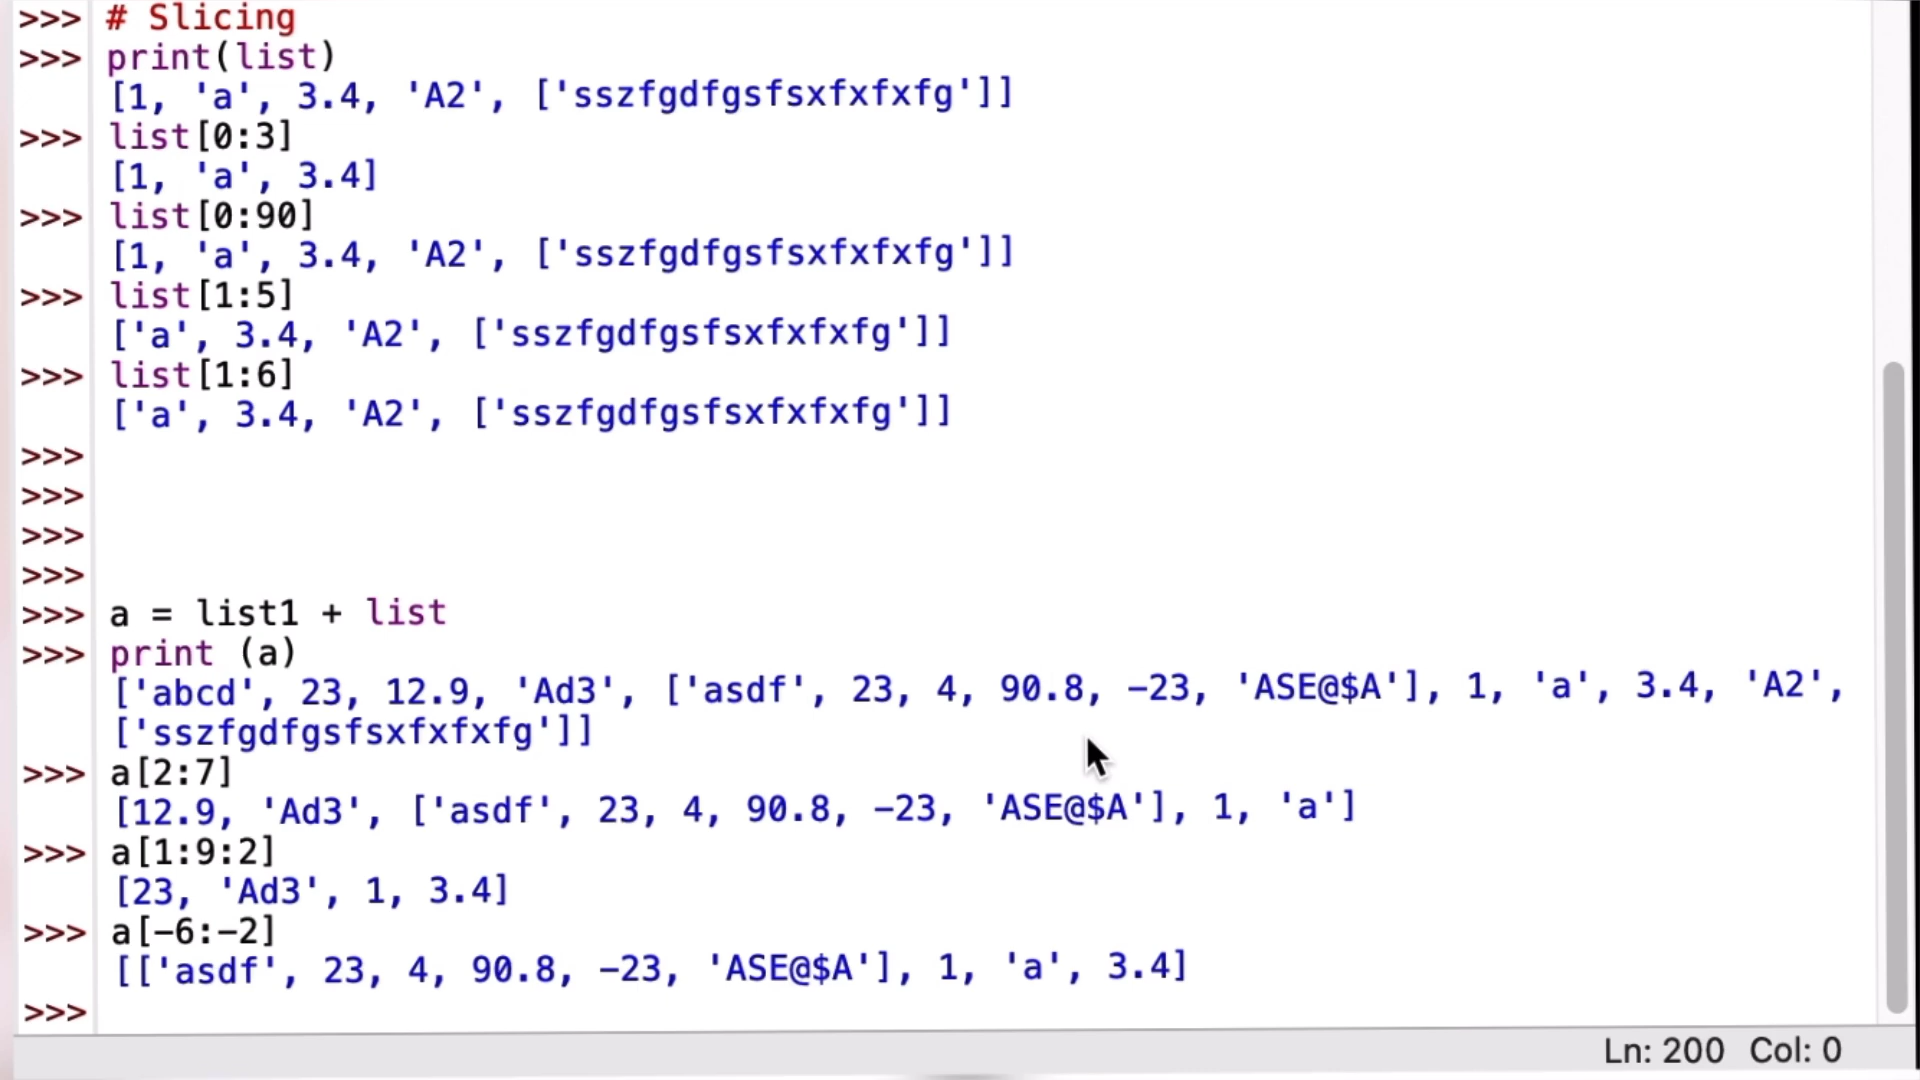 >>> # Slicing
>>> print(list)
[1, 'a', 3.4, 'A2', ['sszfgdfgsfsxfxfxfg']]
>>> list[0:3]
[1, 'a', 3.4]
>>> list[0:90]
[1, 'a', 3.4, 'A2', ['sszfgdfgsfsxfxfxfg']]
>>> list[1:5]
['a', 3.4, 'A2', ['sszfgdfgsfsxfxfxfg']]
>>> list[1:6]
['a', 3.4, 'A2', ['sszfgdfgsfsxfxfxfg']]
>>>
>>>
>>>
>>>
>>> a = list1 + list
>>> print (a)
['abcd', 23, 12.9, 'Ad3', ['asdf', 23, 4, 90.8, -23, 'ASE@$A'], 1, 'a', 3.4, 'A2',
['sszfgdfgsfsxfxfxfg']]
>>> a[2:7]
[12.9, 'Ad3', ['asdf', 23, 4, 90.8, -23, 'ASE@$A'], 1, 'a']
>>> a[1:9:2]
[23, 'Ad3', 1, 3.4]
>>> a[-6:-2]
[['asdf', 23, 4, 90.8, -23, 'ASE@$A'], 1, 'a', 3.4]
>>>
Ln: 200 Col: 0